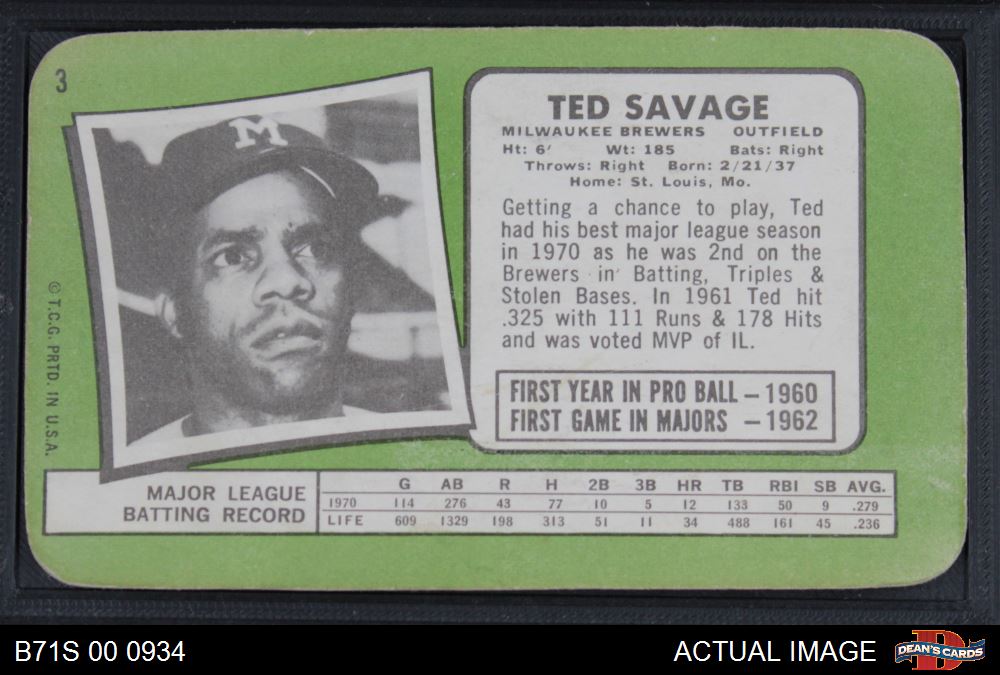 3
M
© T.C.G. PRTD. IN U.S.A.
TED SAVAGE
MILWAUKEE BREWERS OUTFIELD
Ht: 6' Wt: 185 Bats: Right
Throws: Right Born: 2/21/37
Home: St. Louis, Mo.
Getting a chance to play, Ted
had his best major league season
in 1970 as he was 2nd on the
Brewers in Batting, Triples &
Stolen Bases. In 1961 Ted hit
.325 with 111 Runs & 178 Hits
and was voted MVP of IL.
FIRST YEAR IN PRO BALL – 1960
FIRST GAME IN MAJORS – 1962
MAJOR LEAGUE
BATTING RECORD
G AB R H 2B 3B HR TB RBI SB AVG.
1970 114 276 43 77 10 5 12 133 50 9 .279
LIFE 609 1329 198 313 51 11 34 488 161 45 .236
B71S 00 0934
ACTUAL IMAGE
D
DEAN'S CARDS